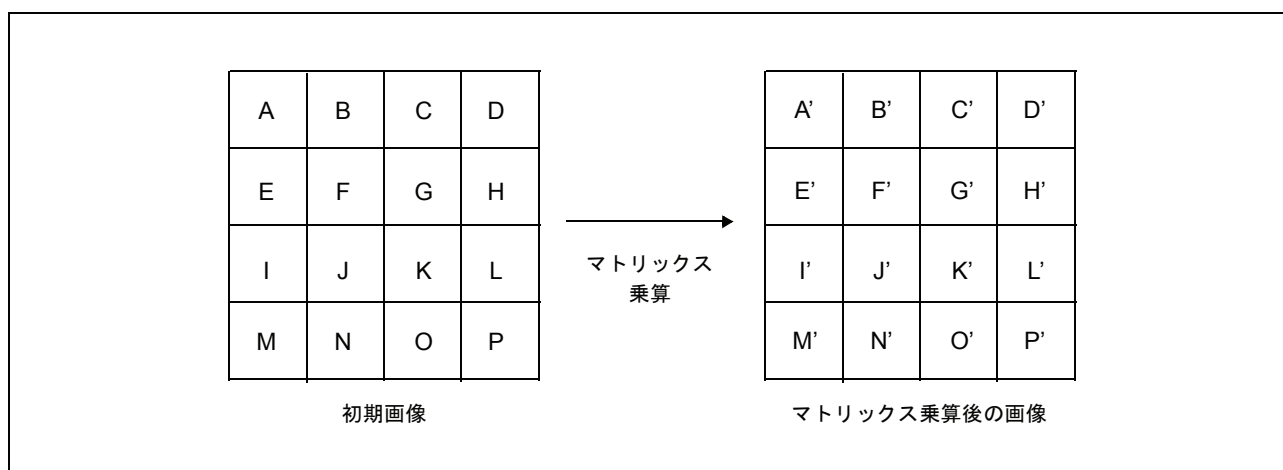 A B C D
E F G H
I J K L
M N O P
初期画像
マトリックス
乗算
A’ B’ C’ D’
E’ F’ G’ H’
I’ J’ K’ L’
M’ N’ O’ P’
マトリックス乗算後の画像